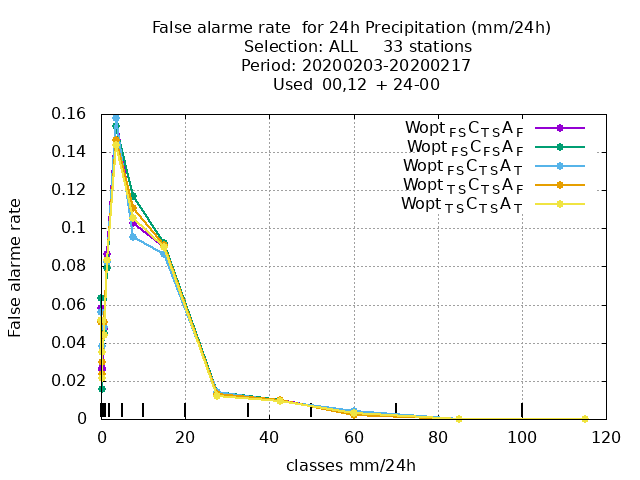 False alarme rate  for 24h Precipitation (mm/24h)
Selection: ALL     33 stations
Period: 20200203-20200217
Used  00,12  + 24-00
Wopt FS C TS A F
Wopt FS C FS A F
Wopt FS C TS A T
Wopt TS C TS A F
Wopt TS C TS A T
False alarme rate
0.16
0.14
0.12
0.1
0.08
0.06
0.04
0.02
0
0 20 40 60 80 100 120
classes mm/24h